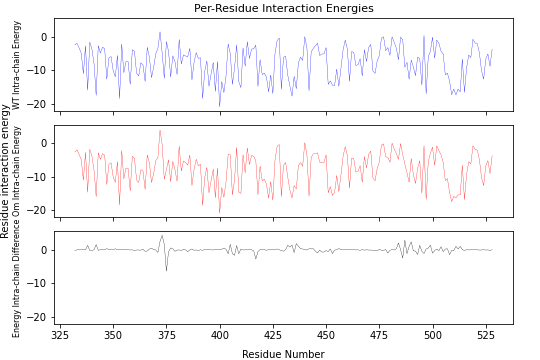 Per-Residue Interaction Energies
WT Intra-chain Energy
0
−10
−20
Residue interaction energy
Om Intra-chain Energy
0
−10
−20
Energy Intra-chain Difference
0
−10
−20
325 350 375 400 425 450 475 500 525
Residue Number